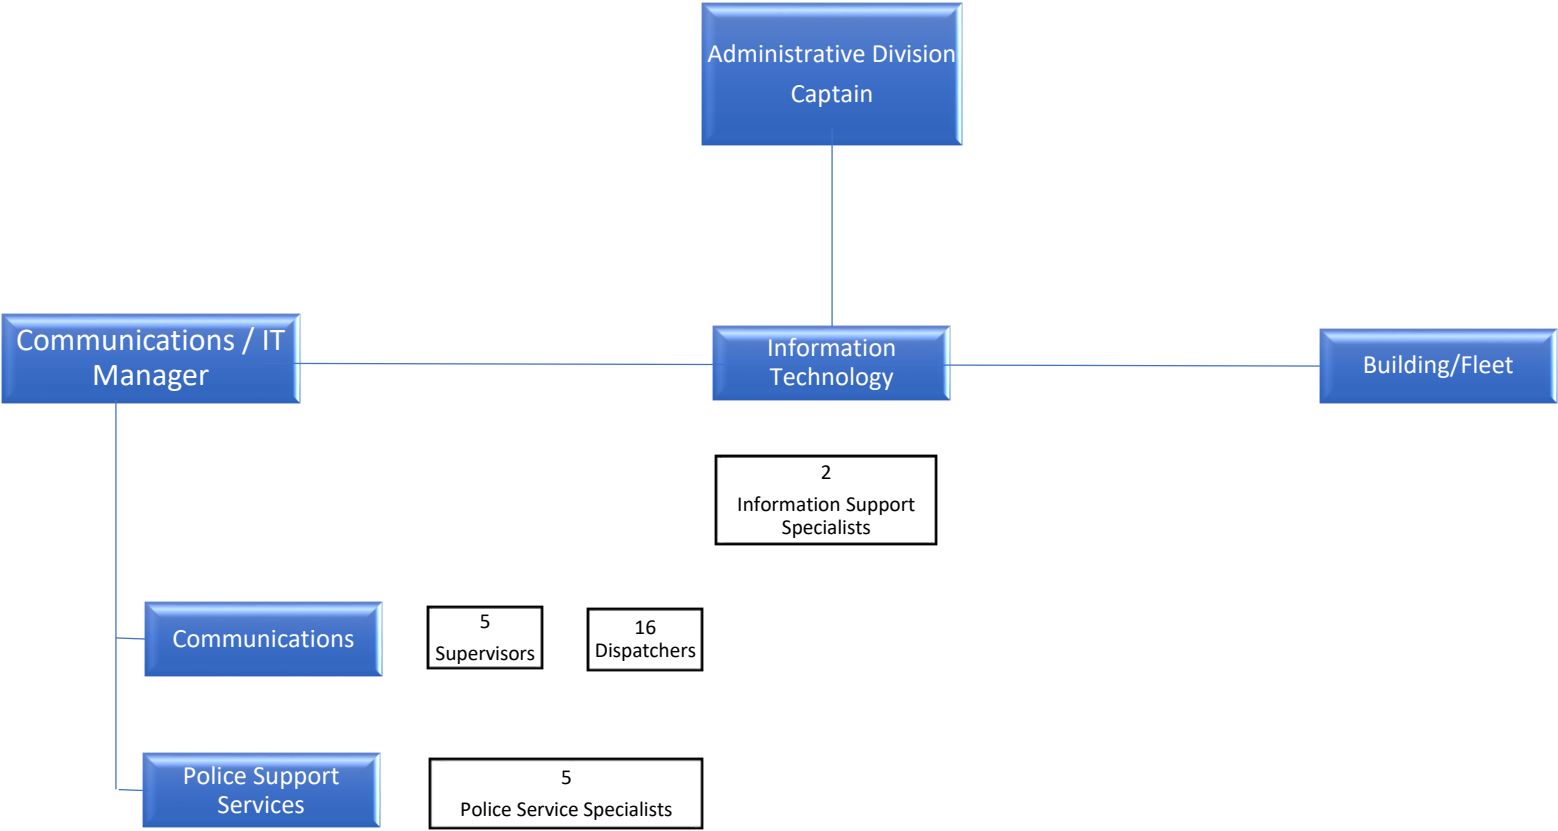 Administrative Division
Captain
Communications / IT
Manager
Information
Technology
Building/Fleet
2
Information Support
Specialists
Communications
5
Supervisors
16
Dispatchers
Police Support
Services
5
Police Service Specialists